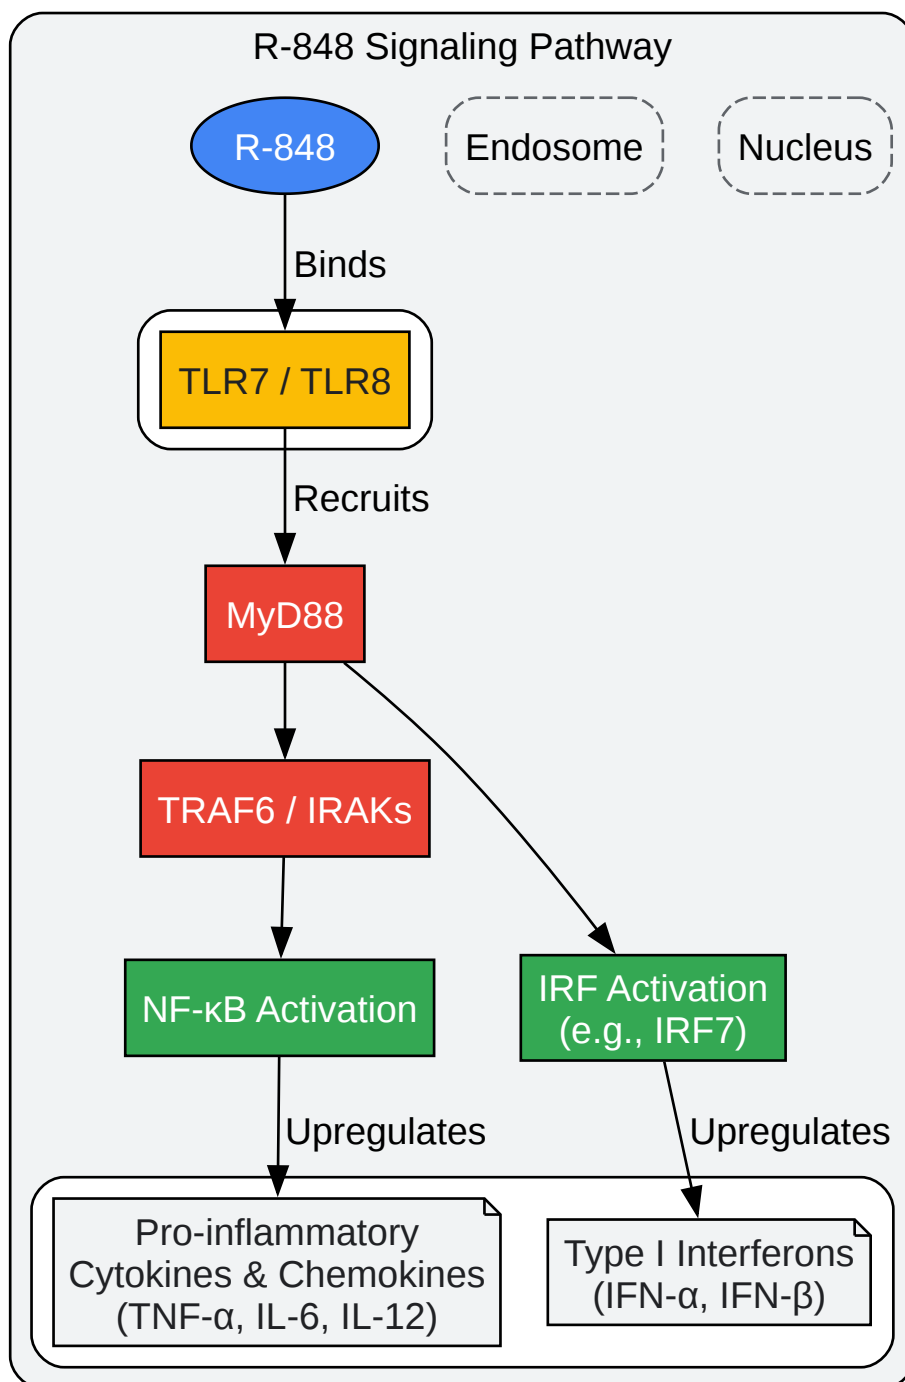 R-848 Signaling Pathway
R-848
Endosome
Nucleus
Binds
TLR7 / TLR8
Recruits
MyD88
TRAF6 / IRAKs
NF-κB Activation
IRF Activation
(e.g., IRF7)
Upregulates
Upregulates
Pro-inflammatory
Cytokines & Chemokines
(TNF-α, IL-6, IL-12)
Type I Interferons
(IFN-α, IFN-β)